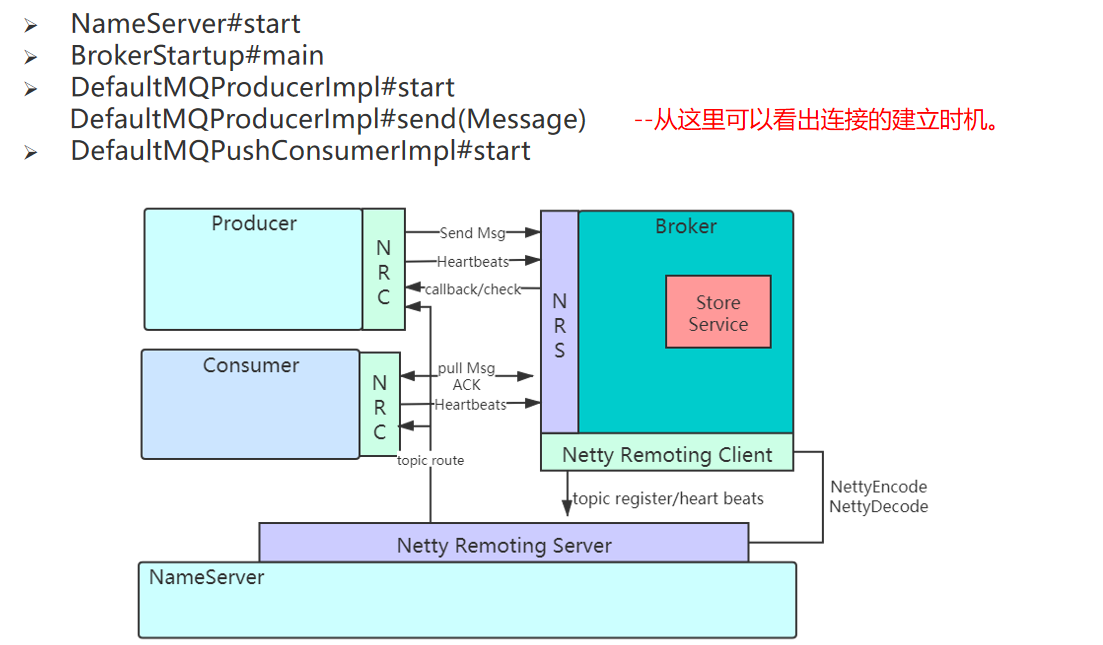 ➢ NameServer#start
➢ BrokerStartup#main
➢ DefaultMQProducerImpl#start
DefaultMQProducerImpl#send(Message) --从这里可以看出连接的建立时机。
➢ DefaultMQPushConsumerImpl#start
Producer
N
R
C
Send Msg
Heartbeats
callback/check
N
R
S
Broker
Store
Service
Consumer
N
R
C
pull Msg
ACK
Heartbeats
topic route
Netty Remoting Client
topic register/heart beats
NettyEncode
NettyDecode
Netty Remoting Server
NameServer